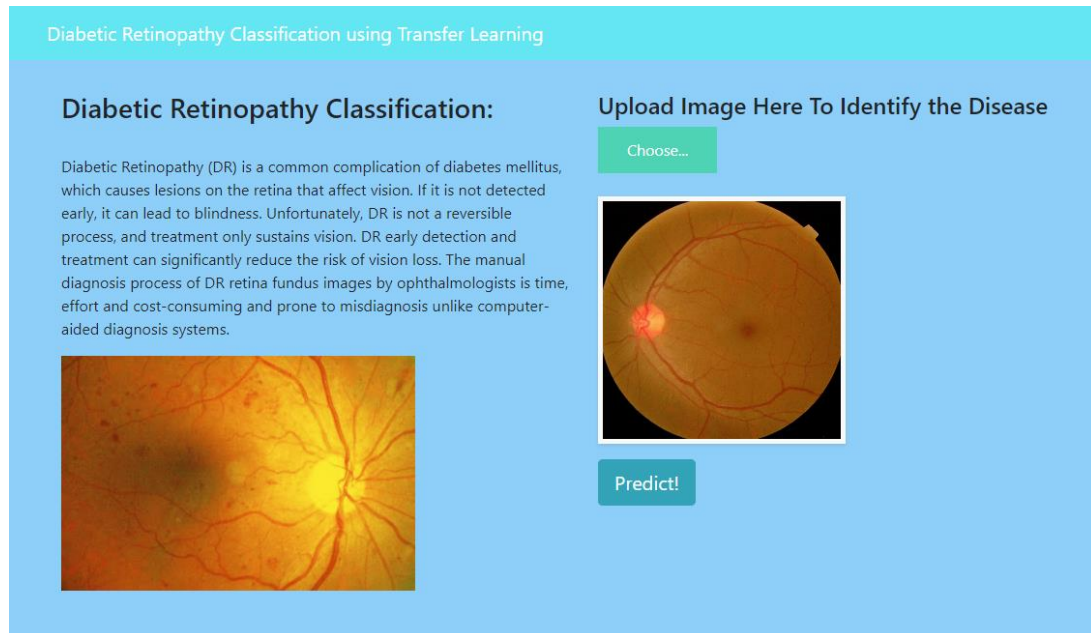 Diabetic Retinopathy Classification using Transfer Learning
Diabetic Retinopathy Classification:
Diabetic Retinopathy (DR) is a common complication of diabetes mellitus,
which causes lesions on the retina that affect vision. If it is not detected
early, it can lead to blindness. Unfortunately, DR is not a reversible
process, and treatment only sustains vision. DR early detection and
treatment can significantly reduce the risk of vision loss. The manual
diagnosis process of DR retina fundus images by ophthalmologists is time,
effort and cost-consuming and prone to misdiagnosis unlike computer-
aided diagnosis systems.
Upload Image Here To Identify the Disease
Choose...
Predict!